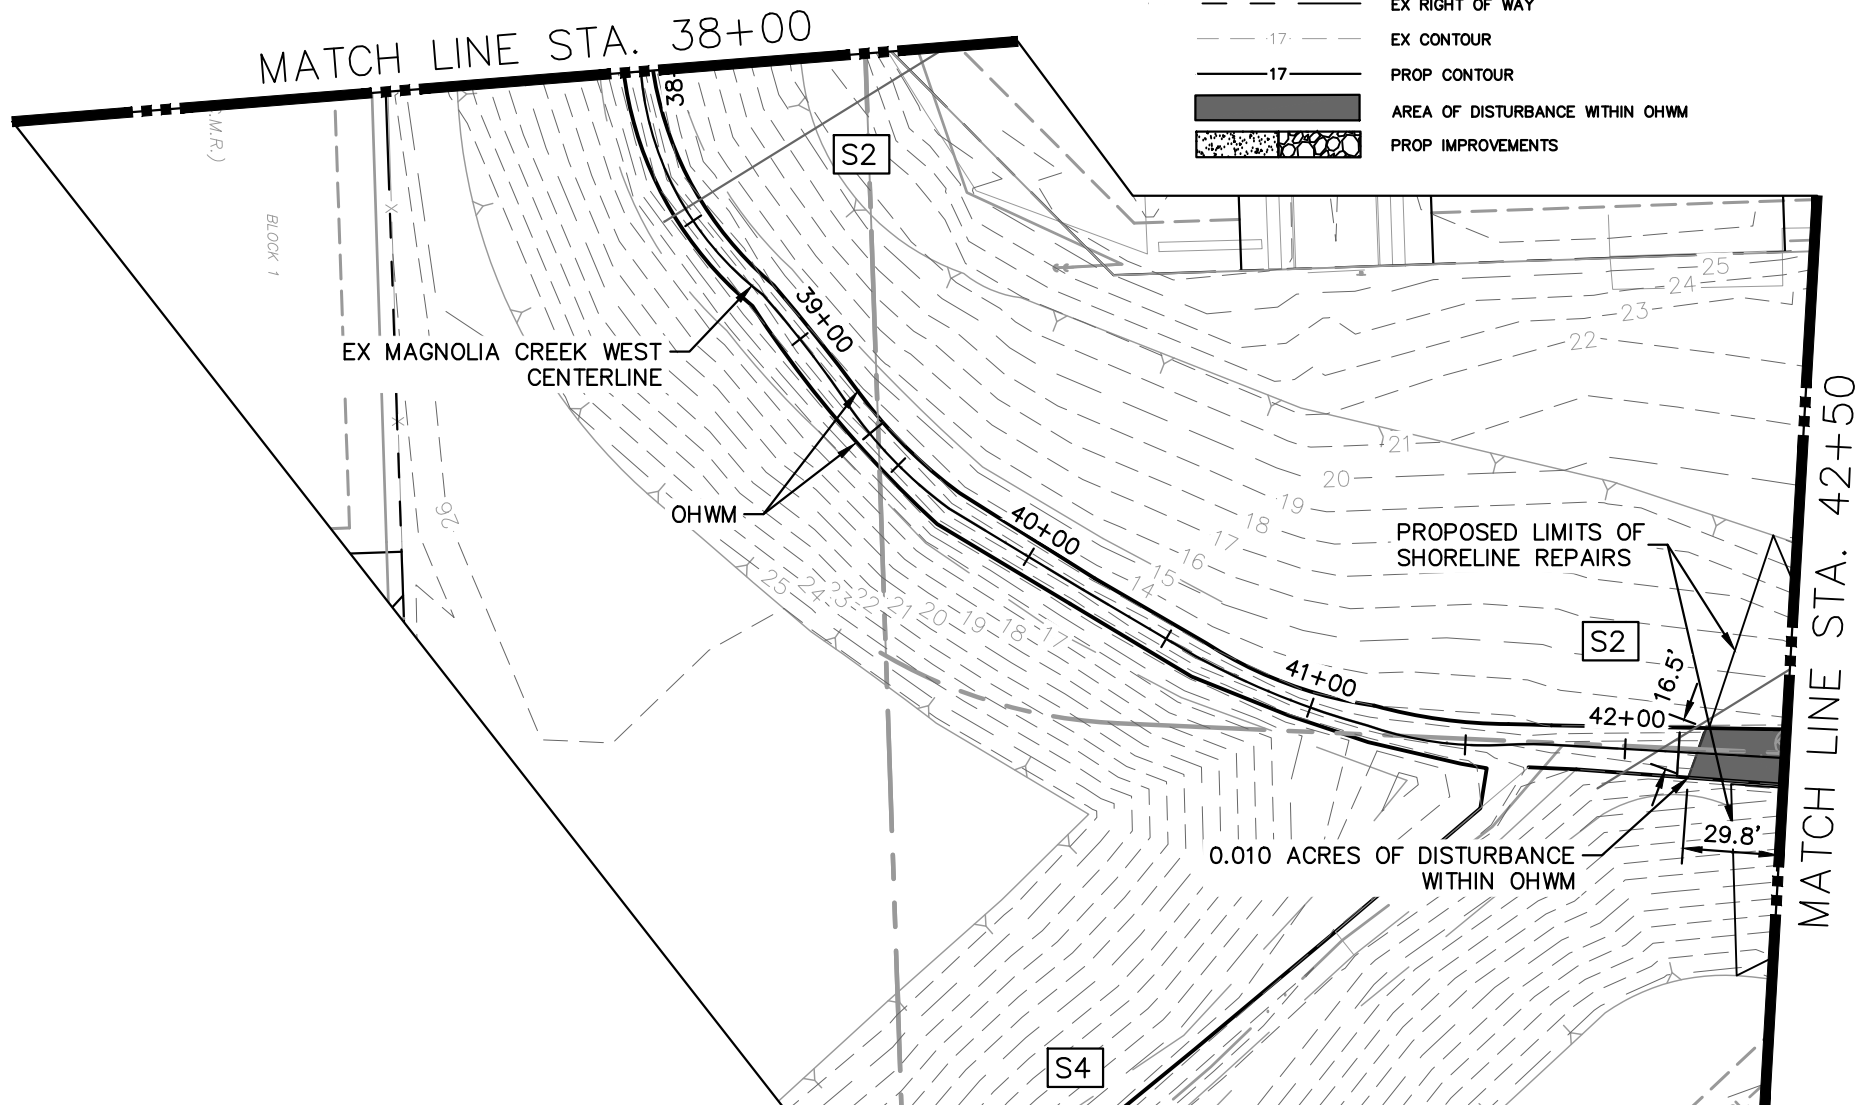 EX RIGHT OF WAY
17
EX CONTOUR
17
PROP CONTOUR
AREA OF DISTURBANCE WITHIN OHWM
PROP IMPROVEMENTS
MATCH LINE STA. 38+00
38
.M.R.)
S2
BLOCK 1
25
24
23
22
39+00
EX MAGNOLIA CREEK WEST
CENTERLINE
21
20
19
18
17
16
15
14
26
OHWM
40+00
PROPOSED LIMITS OF
SHORELINE REPAIRS
MATCH LINE STA. 42+50
25
24
23
22
21
20
19
18
17
S2
16.5'
41+00
42+00
29.8'
0.010 ACRES OF DISTURBANCE
WITHIN OHWM
S4